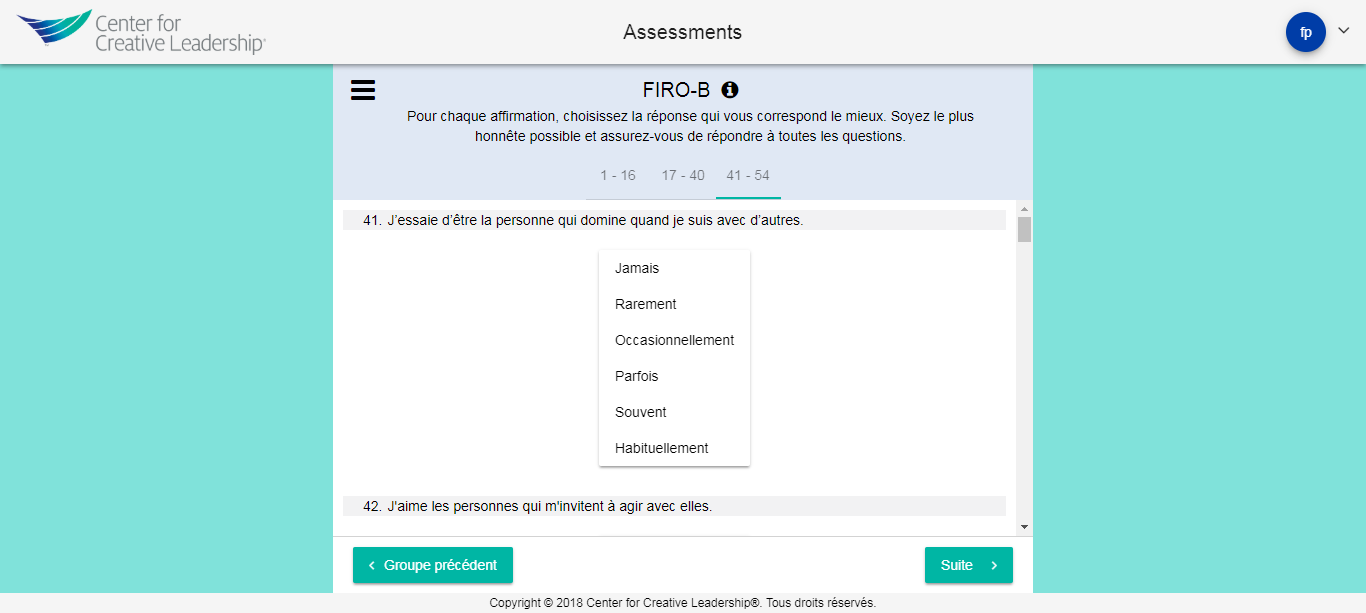 Center for
Creative Leadership®
Assessments
fp
FIRO-B
Pour chaque affirmation, choisissez la réponse qui vous correspond le mieux. Soyez le plus
honnête possible et assurez-vous de répondre à toutes les questions.
1 - 16 17 - 40 41 - 54
41. J’essaie d’être la personne qui domine quand je suis avec d’autres.
Jamais
Rarement
Occasionnellement
Parfois
Souvent
Habituellement
42. J'aime les personnes qui m'invitent à agir avec elles.
Groupe précédent
Suite
Copyright © 2018 Center for Creative Leadership®. Tous droits réservés.